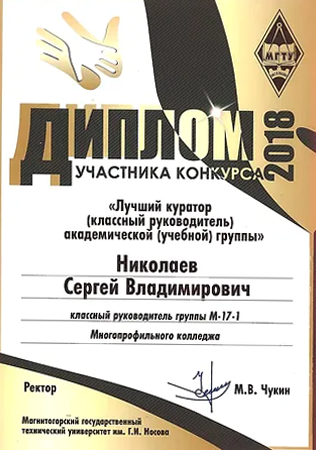 МГТУ
ДИПЛОМ
УЧАСТНИКА КОНКУРСА
2018
«Лучший куратор
(классный руководитель)
академической (учебной) группы»
Николаев
Сергей Владимирович
классный руководитель группы М-17-1
Многопрофильного колледжа
Ректор
М.В. Чукин
Магнитогорский государственный
технический университет им. Г.И. Носова